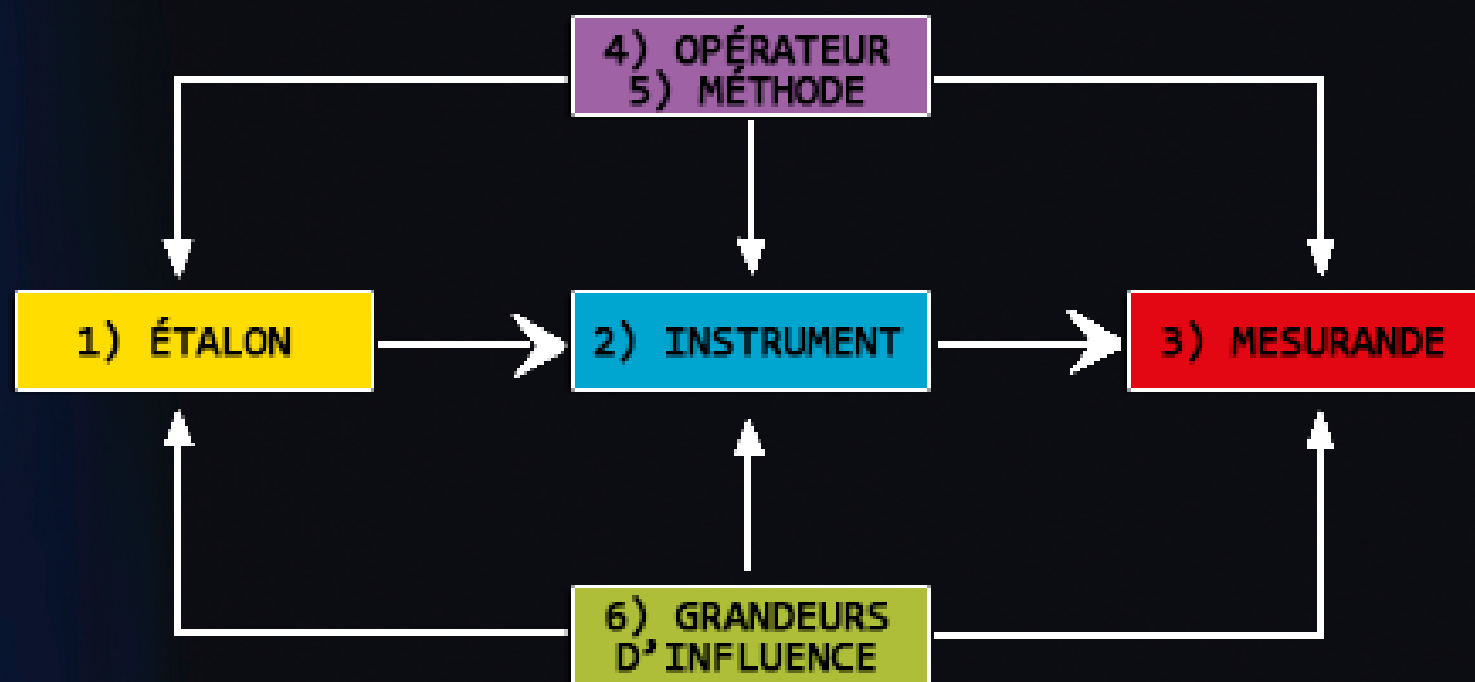 4) OPÉRATEUR
5) MÉTHODE
1) ÉTALON
2) INSTRUMENT
3) MESURANDE
6) GRANDEURS
D’INFLUENCE